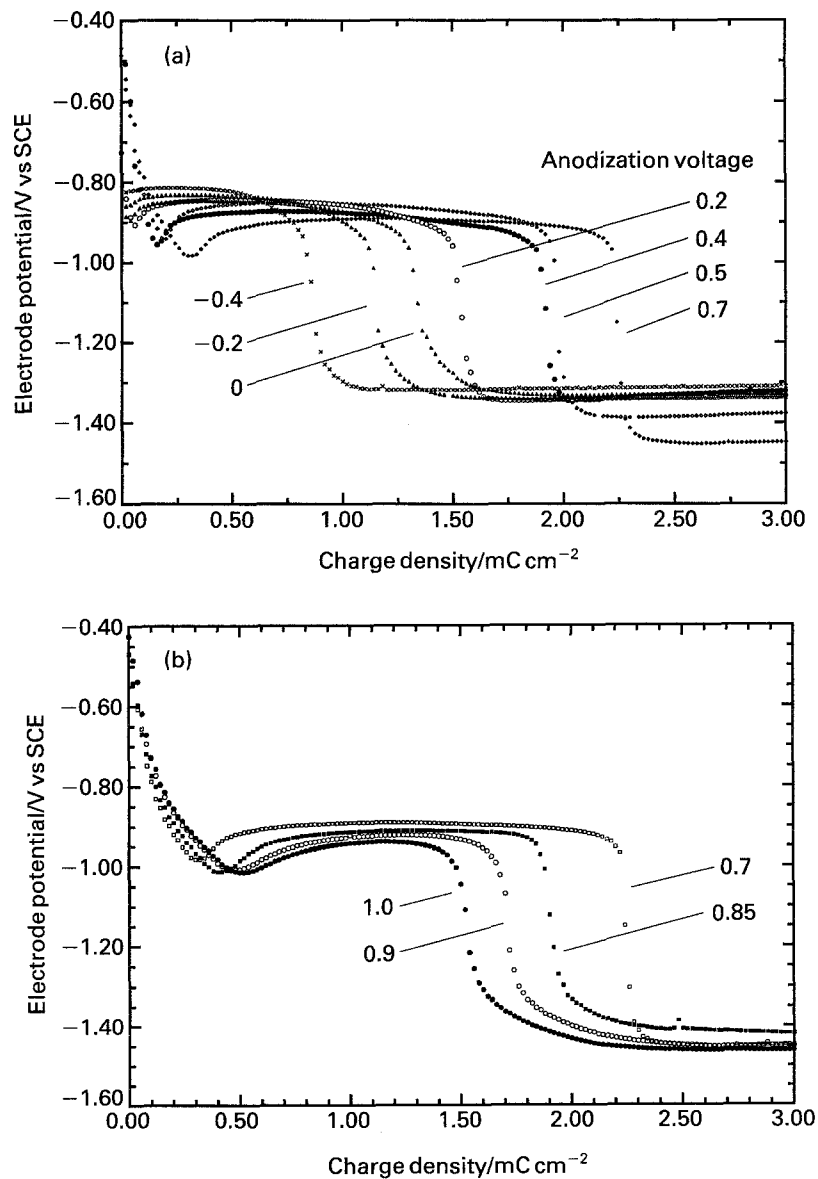 (a)
Electrode potential/V vs SCE
−0.40
−0.60
−0.80
−1.00
−1.20
−1.40
−1.60
Anodization voltage
0.2
0.4
0.5
0.7
−0.4
−0.2
0
0.00 0.50 1.00 1.50 2.00 2.50 3.00
Charge density/mC cm⁻²
(b)
Electrode potential/V vs SCE
−0.40
−0.60
−0.80
−1.00
−1.20
−1.40
−1.60
0.7
0.85
1.0
0.9
0.00 0.50 1.00 1.50 2.00 2.50 3.00
Charge density/mC cm⁻²